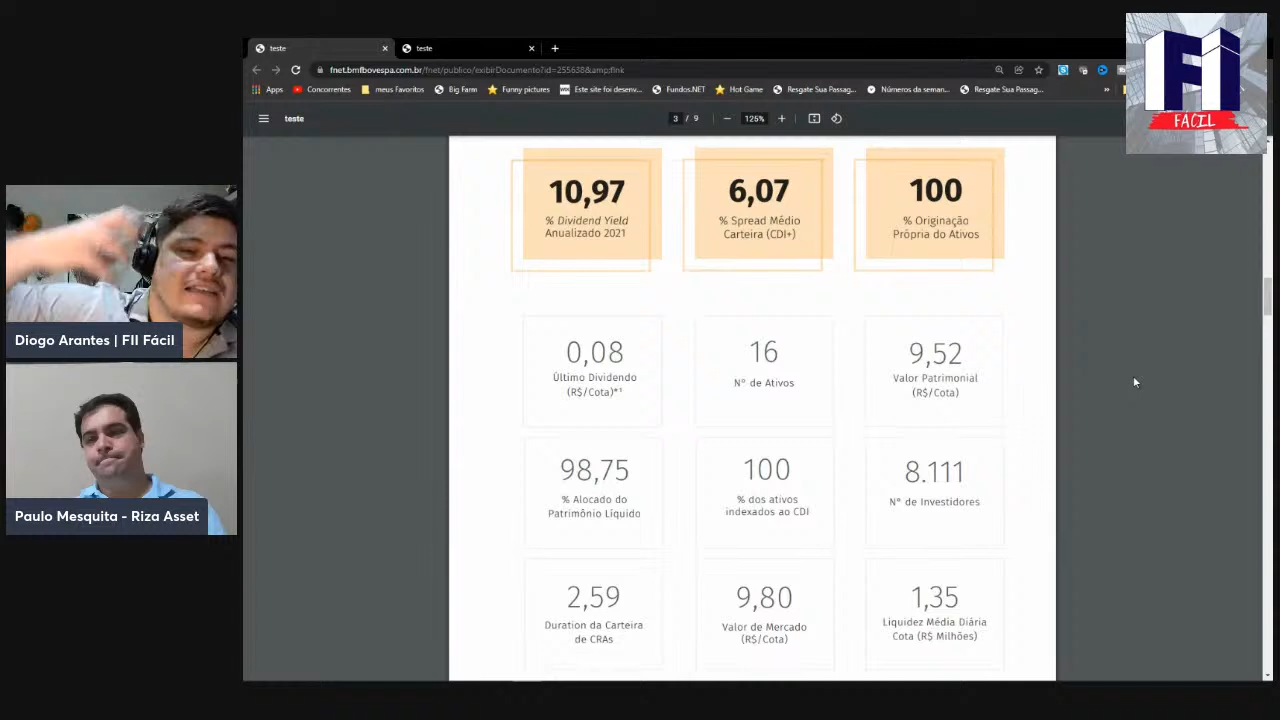 teste
teste
fnet.bmfbovespa.com.br/fnet/publico/exibirDocumento?id=255638&amp;flnk
Apps
Concorrentes
meus Favoritos
Big Farm
Funny pictures
Este site foi desenv...
Fundos.NET
Hot Game
Resgate Sua Passag...
Números da seman...
Resgate Sua Passag...
»
FII
FÁCIL
teste
3 / 9
125%
10,97
% Dividend Yield
Anualizado 2021
6,07
% Spread Médio
Carteira (CDI+)
100
% Originação
Própria do Ativos
0,08
Último Dividendo
(R$/Cota)*¹
16
N° de Ativos
9,52
Valor Patrimonial
(R$/Cota)
98,75
% Alocado do
Patrimônio Líquido
100
% dos ativos
indexados ao CDI
8.111
N° de Investidores
2,59
Duration da Carteira
de CRAs
9,80
Valor de Mercado
(R$/Cota)
1,35
Liquidez Média Diária
Cota (R$ Milhões)
Diogo Arantes | FII Fácil
Paulo Mesquita - Riza Asset